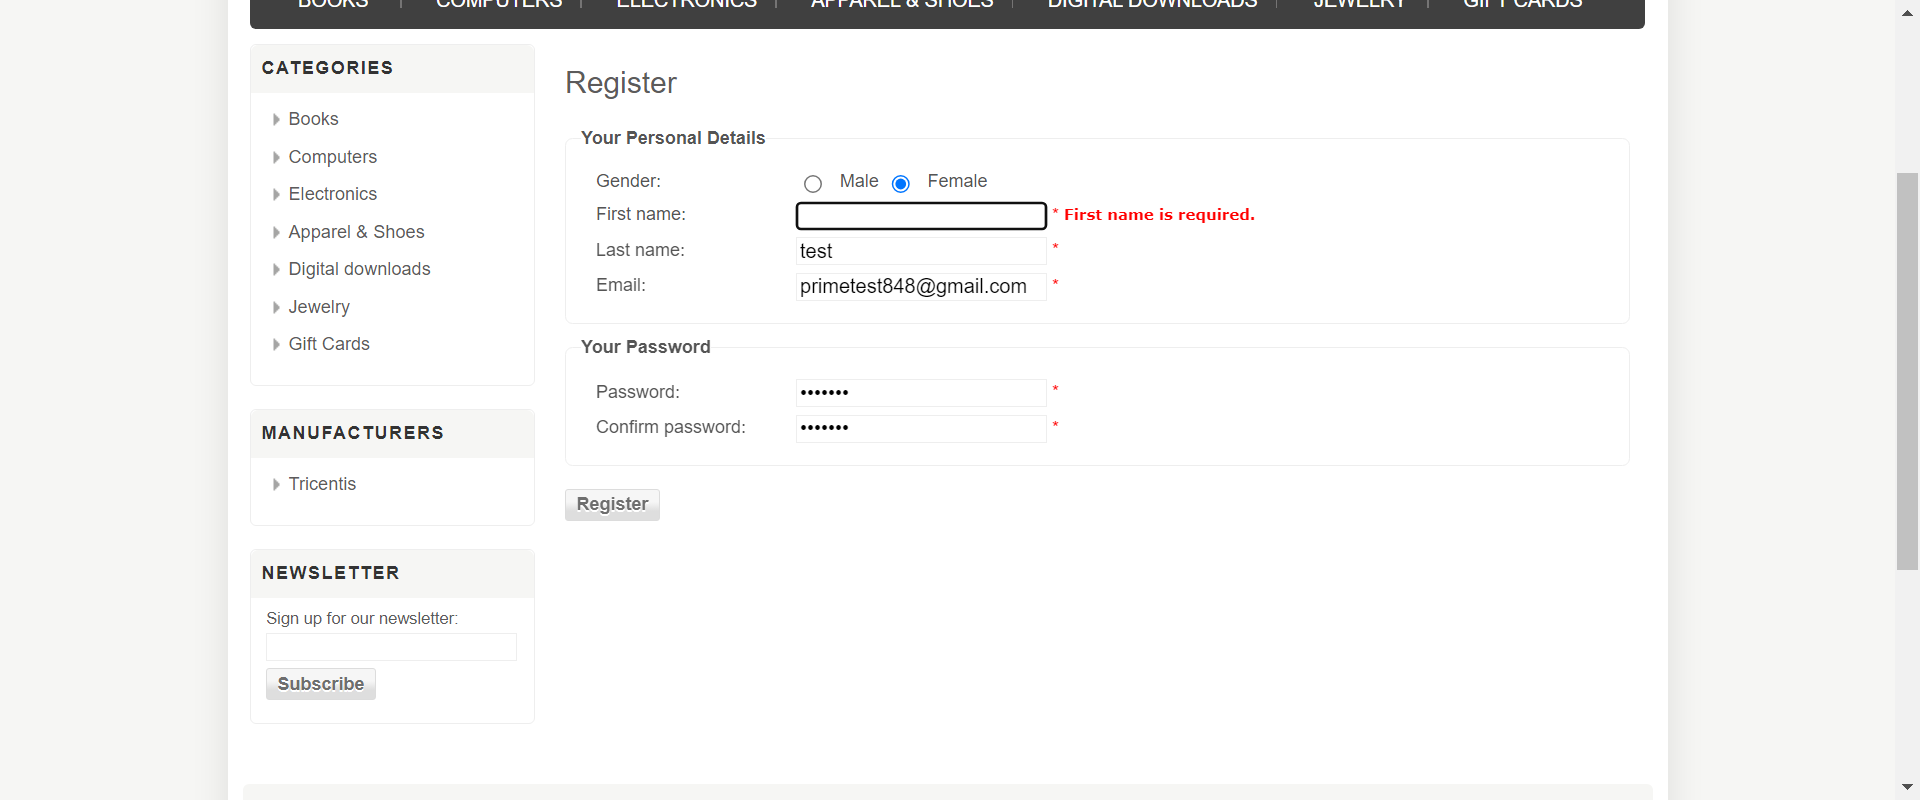 BOOKS COMPUTERS ELECTRONICS APPAREL & SHOES DIGITAL DOWNLOADS JEWELRY GIFT CARDS
CATEGORIES
Books
Computers
Electronics
Apparel & Shoes
Digital downloads
Jewelry
Gift Cards
MANUFACTURERS
Tricentis
NEWSLETTER
Sign up for our newsletter:
Subscribe
Register
Your Personal Details
Gender: Male Female
First name: * First name is required.
Last name: test *
Email: primetest848@gmail.com *
Your Password
Password: ••••••• *
Confirm password: ••••••• *
Register